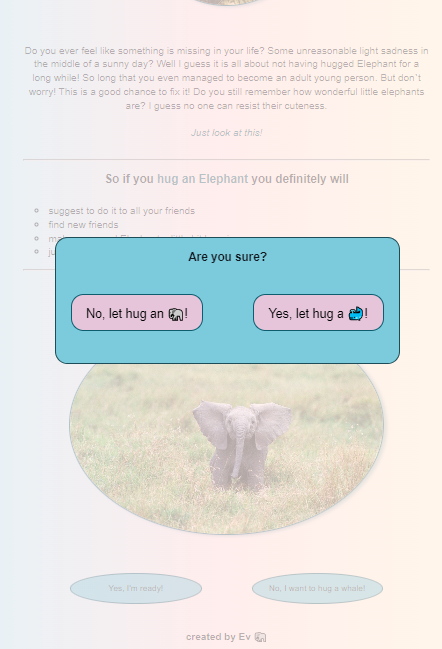 Do you ever feel like something is missing in your life? Some unreasonable light sadness in
the middle of a sunny day? Well I guess it is all about not having hugged Elephant for a
long while! So long that you even managed to become an adult young person. But don't
worry! This is a good chance to fix it! Do you still remember how wonderful little elephants
are? I guess no one can resist their cuteness.
Just look at this!
So if you hug an Elephant you definitely will
suggest to do it to all your friends
find new friends
Are you sure?
No, let hug an 🐘!
Yes, let hug a 🐳!
Yes, I'm ready!
No, I want to hug a whale!
created by Ev 🐘